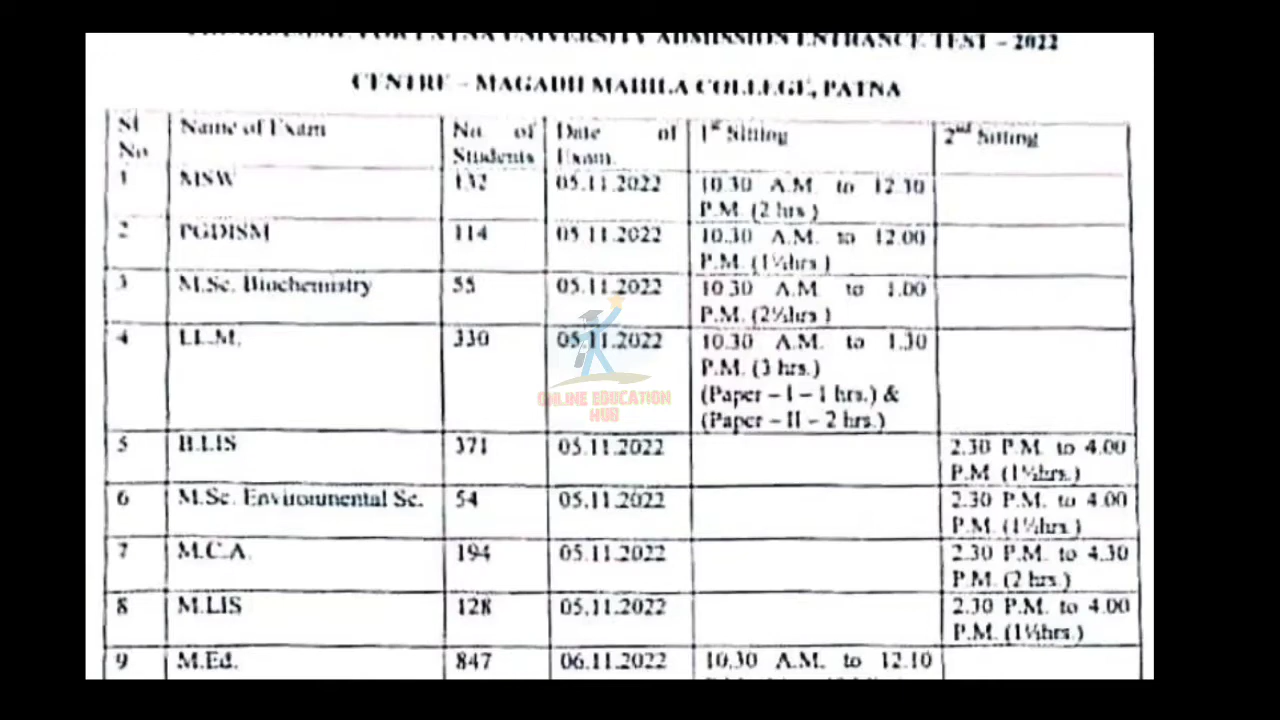 FOR PATNA UNIVERSITY ADMISSION ENTRANCE TEST – 2022
CENTRE – MAGADH MAHILA COLLEGE, PATNA
Sl No Name of Exam No. of Students Date of Exam. 1st Sitting 2nd Sitting
1 MSW 132 05.11.2022 10.30 A.M. to 12.30 P.M. (2 hrs.)
2 PGDISM 114 05.11.2022 10.30 A.M. to 12.00 P.M. (1½hrs.)
3 M.Sc. Biochemistry 55 05.11.2022 10.30 A.M. to 1.00 P.M. (2½hrs.)
4 LL.M. 330 05.11.2022 10.30 A.M. to 1.30 P.M. (3 hrs.)
(Paper – I – 1 hrs.) &
(Paper – II – 2 hrs.)
5 B.LIS 371 05.11.2022 2.30 P.M. to 4.00 P.M (1½hrs.)
6 M.Sc. Environmental Sc. 54 05.11.2022 2.30 P.M. to 4.00 P.M. (1½hrs.)
7 M.C.A. 194 05.11.2022 2.30 P.M. to 4.30 P.M. (2 hrs.)
8 M.LIS 128 05.11.2022 2.30 P.M. to 4.00 P.M. (1½hrs.)
9 M.Ed. 847 06.11.2022 10.30 A.M. to 12.10
ONLINE EDUCATION
HUB